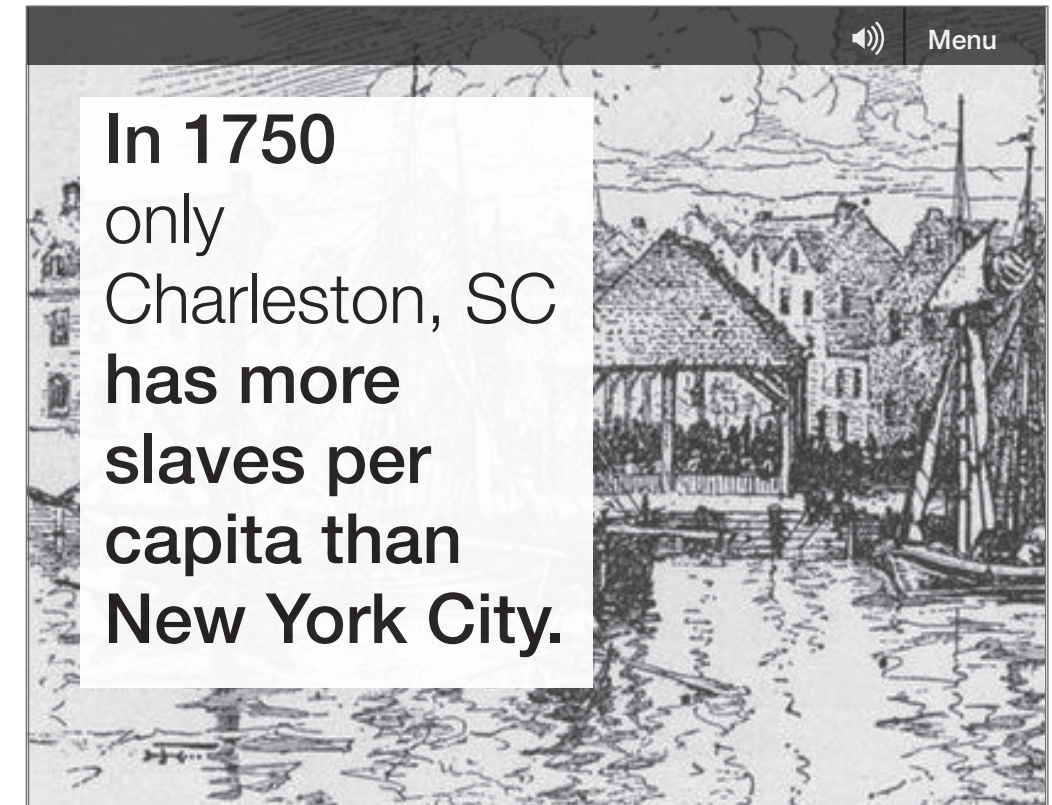 Menu
In 1750
only
Charleston, SC
has more
slaves per
capita than
New York City.